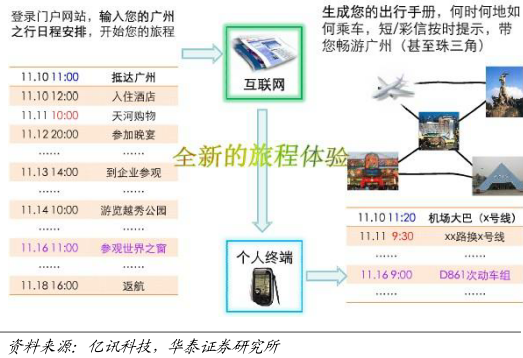 登录门户网站，输入您的广州
之行日程安排，开始您的旅程
11.10 11:00 抵达广州
11.10 12:00 入住酒店
11.11 10:00 天河购物
11.12 20:00 参加晚宴
…… ……
11.13 14:00 到企业参观
…… ……
11.14 10:00 游览越秀公园
…… ……
11.16 11:00 参观世界之窗
…… ……
11.18 16:00 返航
互联网
全新的旅程体验
个人终端
生成您的出行手册，何时何地如
何乘车，短/彩信按时提示，带
您畅游广州（甚至珠三角）
11.10 11:20 机场大巴（x号线）
11.11 9:30 xx路换x号线
…… ……
11.16 9:00 D861次动车组
…… ……
资料来源：亿讯科技，华泰证券研究所